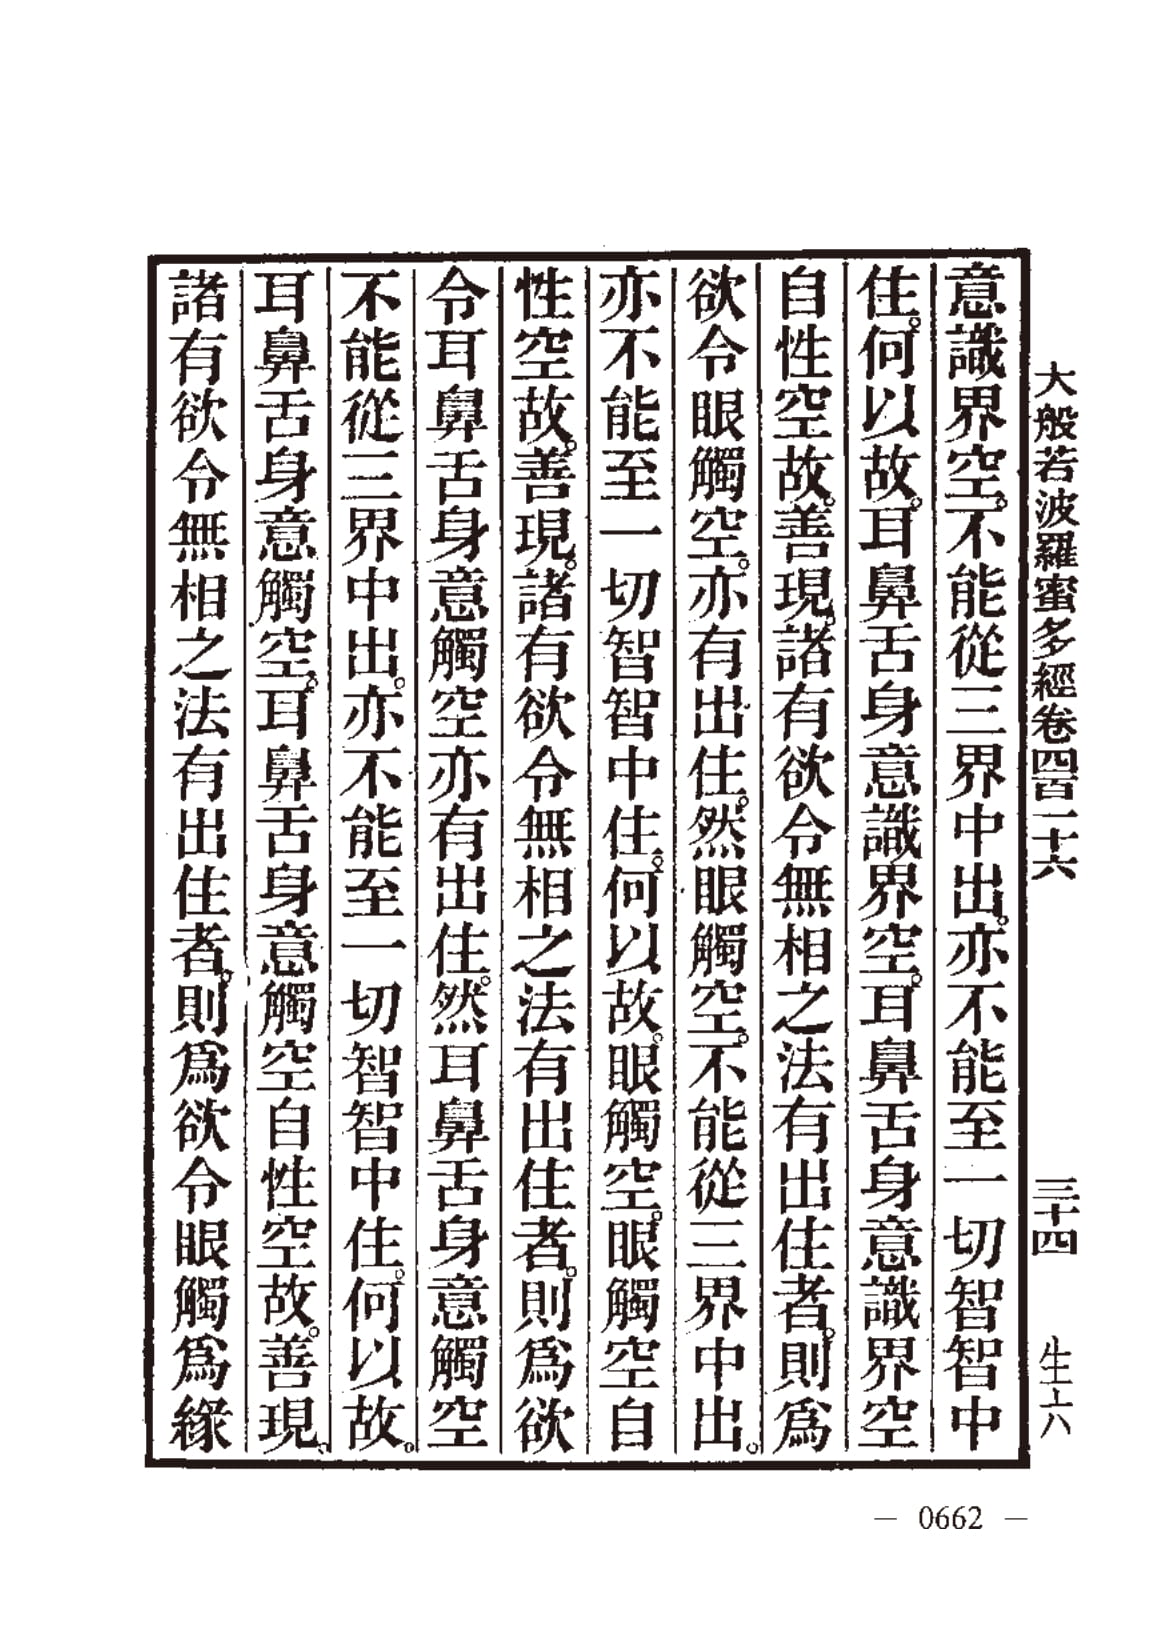 大般若波羅蜜多經卷四百一十六　三十四　生六
意識界空。不能從三界中出。亦不能至一切智智中
住。何以故。耳鼻舌身意識界空。耳鼻舌身意識界空
自性空故。善現。諸有欲令無相之法有出住者。則爲
欲令眼觸空。亦有出住。然眼觸空。不能從三界中出。
亦不能至一切智智中住。何以故。眼觸空。眼觸空自
性空故。善現。諸有欲令無相之法有出住者。則爲欲
令耳鼻舌身意觸空亦有出住。然耳鼻舌身意觸空
不能從三界中出。亦不能至一切智智中住。何以故。
耳鼻舌身意觸空。耳鼻舌身意觸空自性空故。善現。
諸有欲令無相之法有出住者。則爲欲令眼觸爲緣
— 0662 —